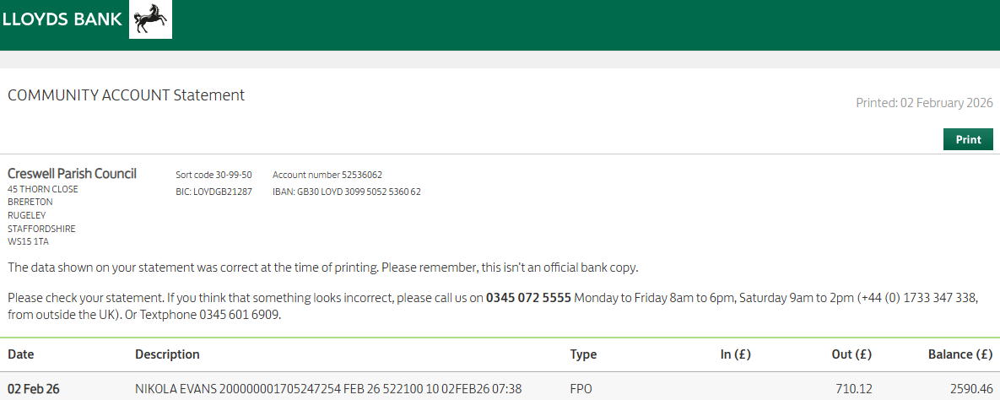 LLOYDS BANK
COMMUNITY ACCOUNT Statement
Printed: 02 February 2026
Print
Creswell Parish Council
45 THORN CLOSE
BRERETON
RUGELEY
STAFFORDSHIRE
WS15 1TA
Sort code 30-99-50 Account number 52536062
BIC: LOYDGB21287 IBAN: GB30 LOYD 3099 5052 5360 62
The data shown on your statement was correct at the time of printing. Please remember, this isn't an official bank copy.
Please check your statement. If you think that something looks incorrect, please call us on 0345 072 5555 Monday to Friday 8am to 6pm, Saturday 9am to 2pm (+44 (0) 1733 347 338,
from outside the UK). Or Textphone 0345 601 6909.
Date Description Type In (£) Out (£) Balance (£)
02 Feb 26 NIKOLA EVANS 200000001705247254 FEB 26 522100 10 02FEB26 07:38 FPO 710.12 2590.46